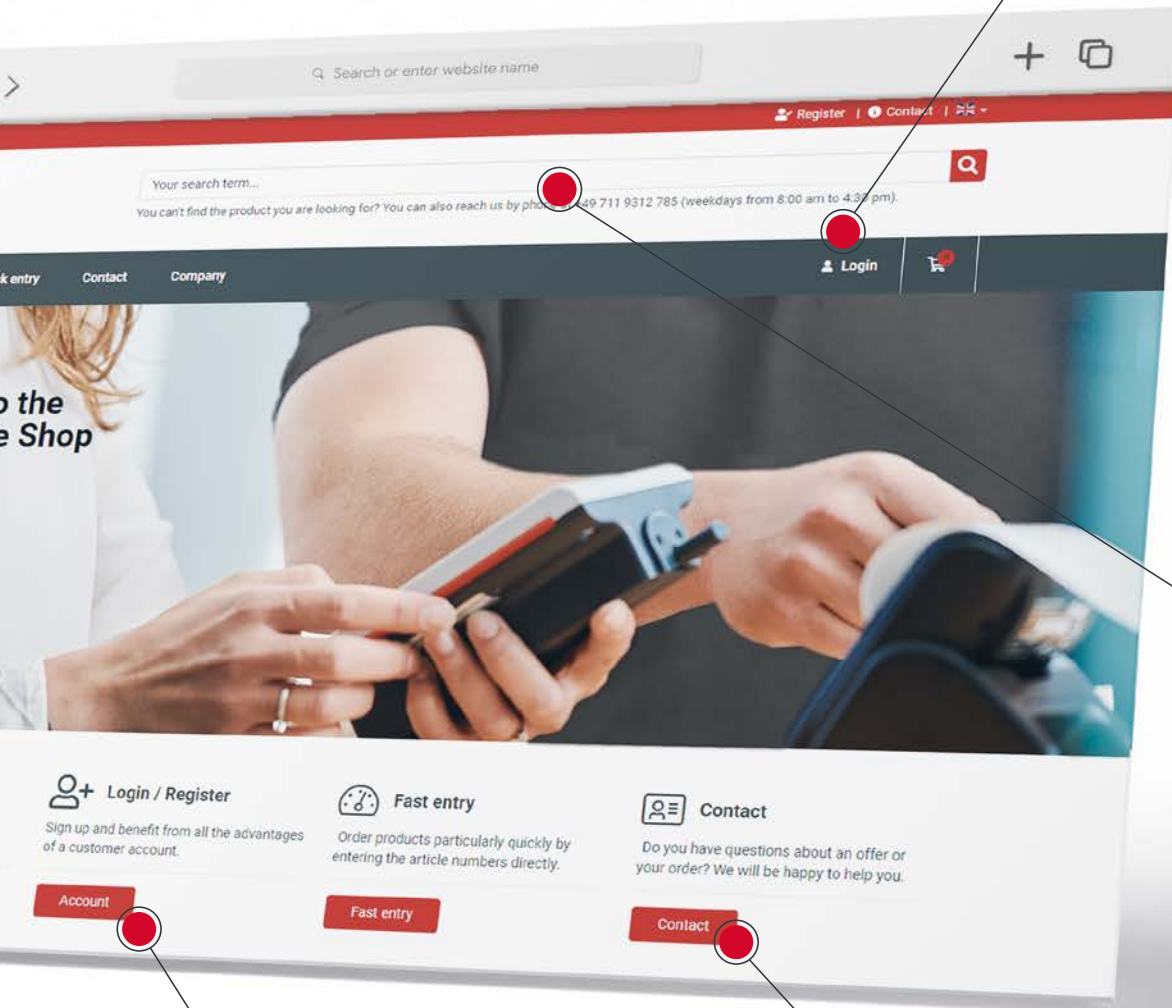 Search or enter website name
Register | Contact |
Your search term...
You can't find the product you are looking for? You can also reach us by phone 49 711 9312 785 (weekdays from 8:00 am to 4:30 pm).
k entry Contact Company Login
o the
e Shop
Login / Register
Sign up and benefit from all the advantages
of a customer account.
Account
Fast entry
Order products particularly quickly by
entering the article numbers directly.
Fast entry
Contact
Do you have questions about an offer or
your order? We will be happy to help you.
Contact